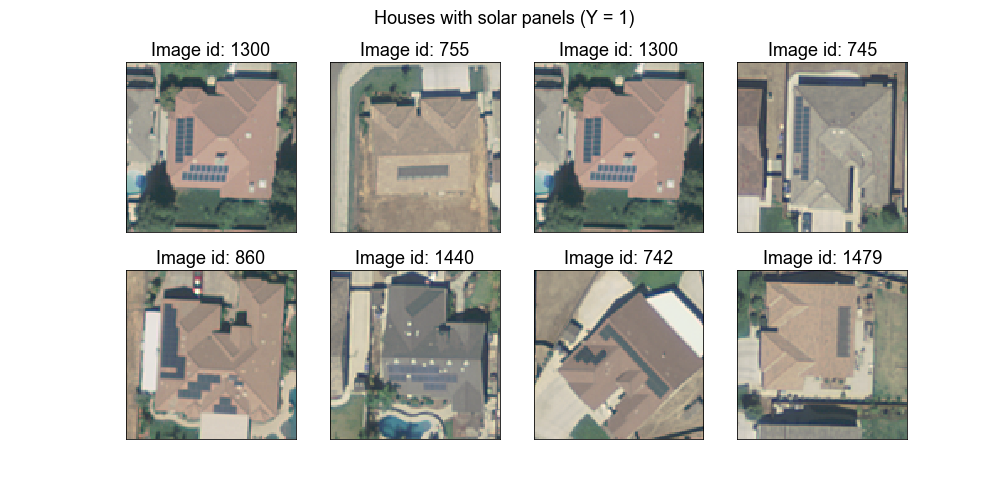 Houses with solar panels (Y = 1)
Image id: 1300
Image id: 755
Image id: 1300
Image id: 745
Image id: 860
Image id: 1440
Image id: 742
Image id: 1479